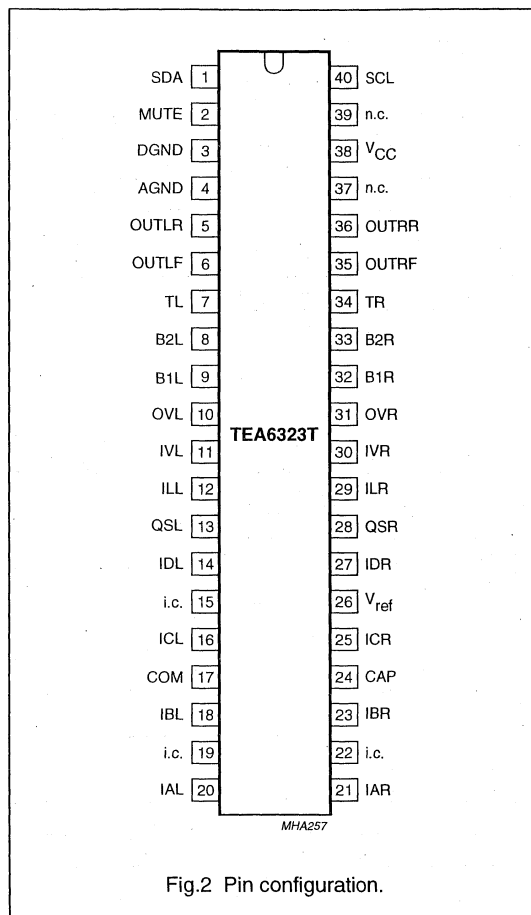 SDA 1 40 SCL
MUTE 2 39 n.c.
DGND 3 38 VCC
AGND 4 37 n.c.
OUTLR 5 36 OUTRR
OUTLF 6 35 OUTRF
TL 7 34 TR
B2L 8 33 B2R
B1L 9 32 B1R
OVL 10 31 OVR
TEA6323T
IVL 11 30 IVR
ILL 12 29 ILR
QSL 13 28 QSR
IDL 14 27 IDR
i.c. 15 26 Vref
ICL 16 25 ICR
COM 17 24 CAP
IBL 18 23 IBR
i.c. 19 22 i.c.
IAL 20 21 IAR
MHA257
Fig.2 Pin configuration.